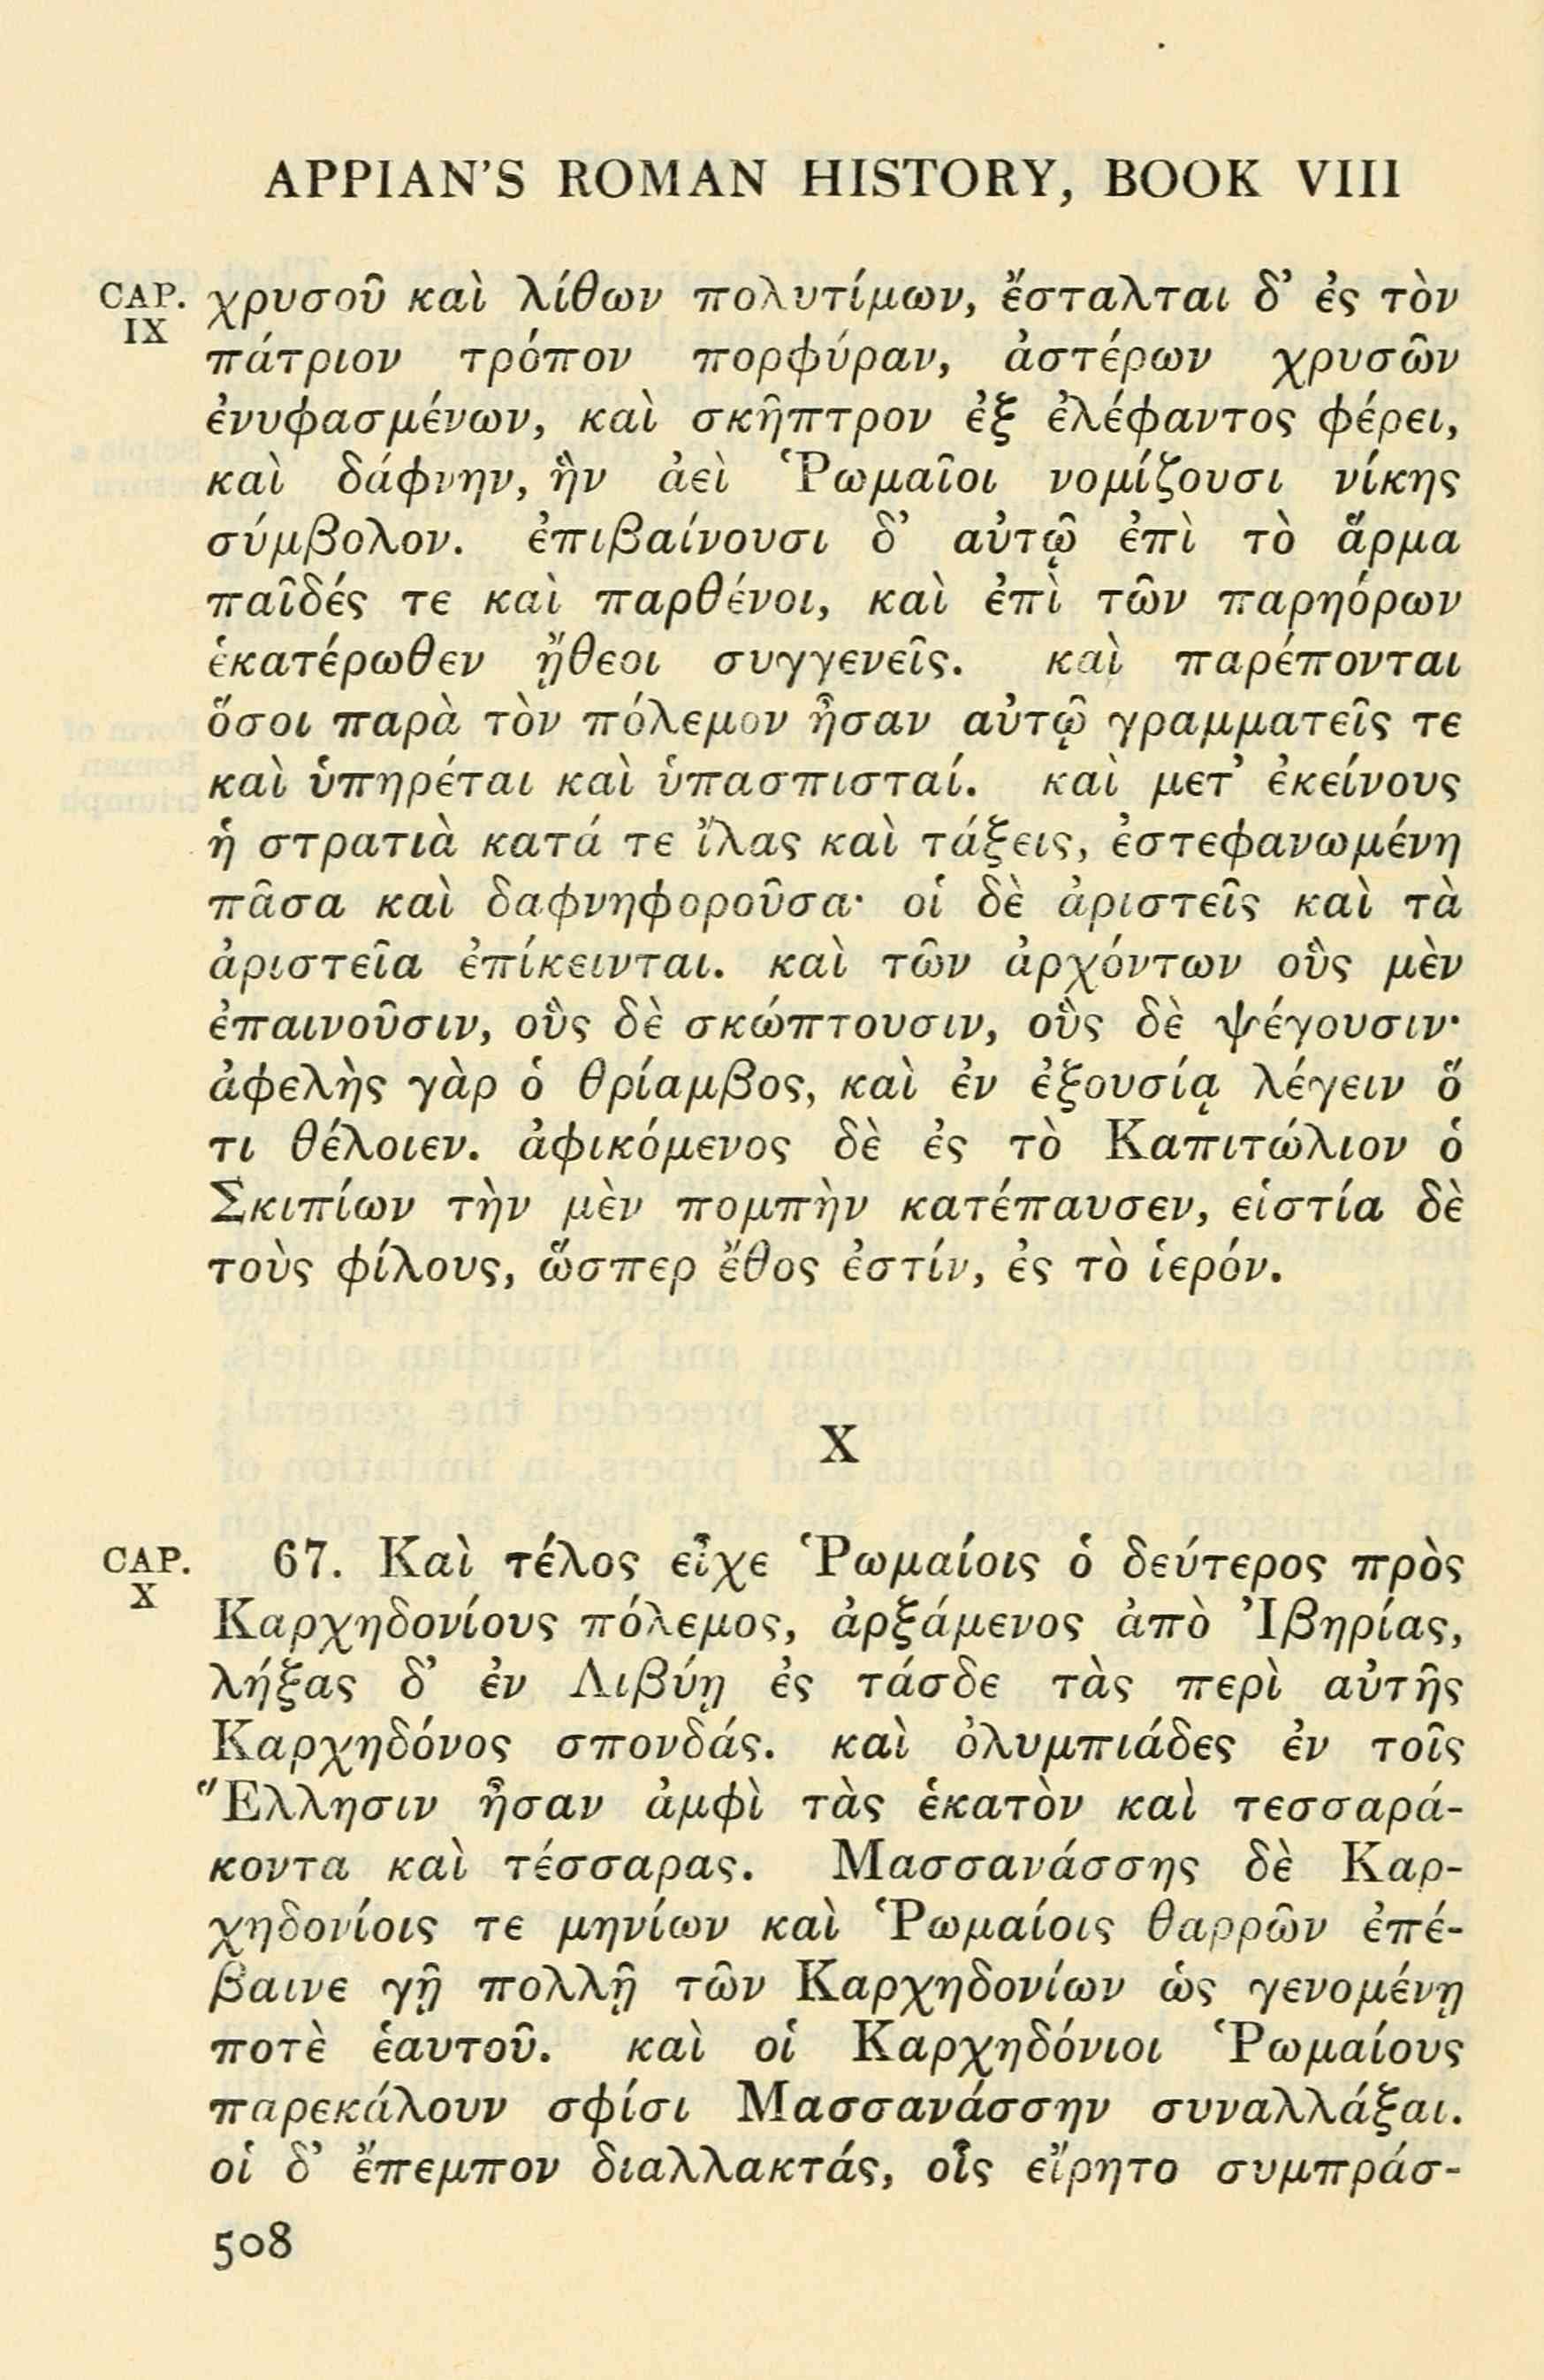 APPIAN'S ROMAN HISTORY, BOOK VIII
CAP. IX
χρυσοῦ καὶ λίθων πολυτίμων, ἔσταλται δ' ἐς τὸν
πάτριον τρόπον πορφύραν, ἀστέρων χρυσῶν
ἐνυφασμένων, καὶ σκῆπτρον ἐξ ἐλέφαντος φέρει,
καὶ δάφνην, ἣν ἀεὶ Ῥωμαῖοι νομίζουσι νίκης
σύμβολον. ἐπιβαίνουσι δ' αὐτῷ ἐπὶ τὸ ἅρμα
παῖδές τε καὶ παρθένοι, καὶ ἐπὶ τῶν παρηόρων
ἑκατέρωθεν ᾔθεοι συγγενεῖς. καὶ παρέπονται
ὅσοι παρὰ τὸν πόλεμον ἦσαν αὐτῷ γραμματεῖς τε
καὶ ὑπηρέται καὶ ὑπασπισταί. καὶ μετ' ἐκείνους
ἡ στρατιὰ κατά τε ἴλας καὶ τάξεις, ἐστεφανωμένη
πᾶσα καὶ δαφνηφοροῦσα· οἱ δὲ ἀριστεῖς καὶ τὰ
ἀριστεῖα ἐπίκεινται. καὶ τῶν ἀρχόντων οὓς μὲν
ἐπαινοῦσιν, οὓς δὲ σκώπτουσιν, οὓς δὲ ψέγουσιν·
ἀφελὴς γὰρ ὁ θρίαμβος, καὶ ἐν ἐξουσίᾳ λέγειν ὅ
τι θέλοιεν. ἀφικόμενος δὲ ἐς τὸ Καπιτώλιον ὁ
Σκιπίων τὴν μὲν πομπὴν κατέπαυσεν, εἱστία δὲ
τοὺς φίλους, ὥσπερ ἔθος ἐστίν, ἐς τὸ ἱερόν.
X
CAP. X
67. Καὶ τέλος εἶχε Ῥωμαίοις ὁ δεύτερος πρὸς
Καρχηδονίους πόλεμος, ἀρξάμενος ἀπὸ Ἰβηρίας,
λήξας δ' ἐν Λιβύῃ ἐς τάσδε τὰς περὶ αὐτῆς
Καρχηδόνος σπονδάς. καὶ ὀλυμπιάδες ἐν τοῖς
Ἕλλησιν ἦσαν ἀμφὶ τὰς ἑκατὸν καὶ τεσσαρά-
κοντα καὶ τέσσαρας. Μασσανάσσης δὲ Καρ-
χηδονίοις τε μηνίων καὶ Ῥωμαίοις θαρρῶν ἐπέ-
βαινε γῇ πολλῇ τῶν Καρχηδονίων ὡς γενομένῃ
ποτὲ ἑαυτοῦ. καὶ οἱ Καρχηδόνιοι Ῥωμαίους
παρεκάλουν σφίσι Μασσανάσσην συναλλάξαι.
οἱ δ' ἔπεμπον διαλλακτάς, οἷς εἴρητο συμπράσ-
508